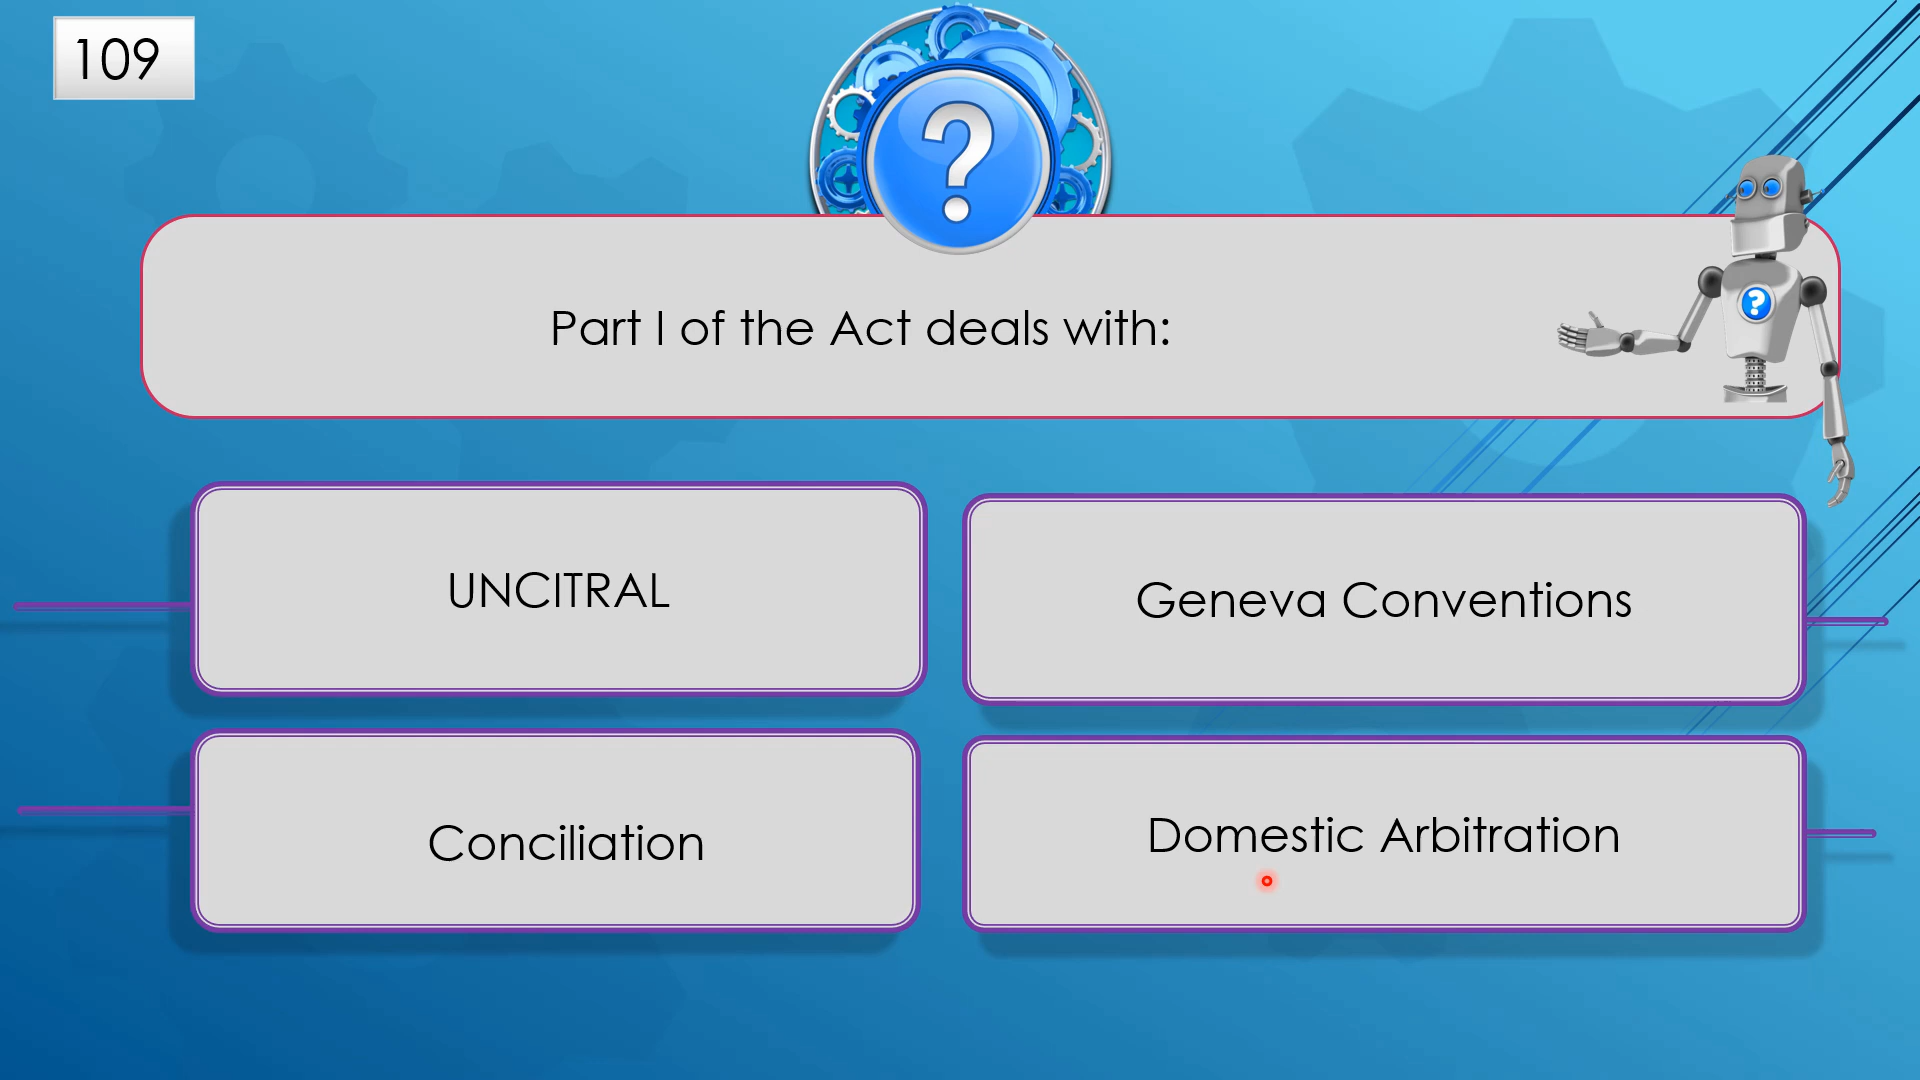 109
?
Part I of the Act deals with:
?
UNCITRAL
Geneva Conventions
Conciliation
Domestic Arbitration